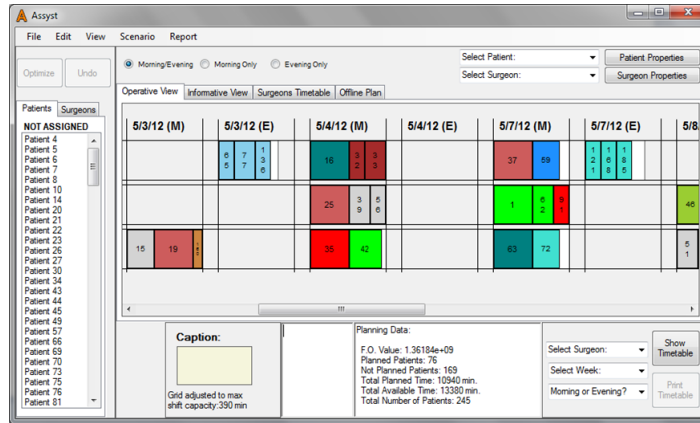 Assyst
File Edit View Scenario Report
Optimize Undo
Morning/Evening Morning Only Evening Only
Select Patient: Patient Properties
Select Surgeon: Surgeon Properties
Patients Surgeons
Operative View Informative View Surgeons Timetable Offline Plan
NOT ASSIGNED
Patient 4
Patient 5
Patient 6
Patient 7
Patient 8
Patient 10
Patient 14
Patient 20
Patient 21
Patient 22
Patient 23
Patient 26
Patient 27
Patient 30
Patient 34
Patient 43
Patient 44
Patient 45
Patient 49
Patient 57
Patient 66
Patient 69
Patient 70
Patient 73
Patient 75
Patient 76
Patient 81
5/3/12 (M) 5/3/12 (E) 5/4/12 (M) 5/4/12 (E) 5/7/12 (M) 5/7/12 (E) 5/8
65 77 136 16 32 33 37 59 121 168 185
25 39 56 1 62 91 46
15 19 35 42 63 72 51
Caption:
Grid adjusted to max
shift capacity:390 min
Planning Data:
F.O. Value: 1.36184e+09
Planned Patients: 76
Not Planned Patients: 169
Total Planned Time: 10940 min.
Total Available Time: 13380 min.
Total Number of Patients: 245
Select Surgeon:
Select Week:
Morning or Evening?
Show
Timetable
Print
Timetable